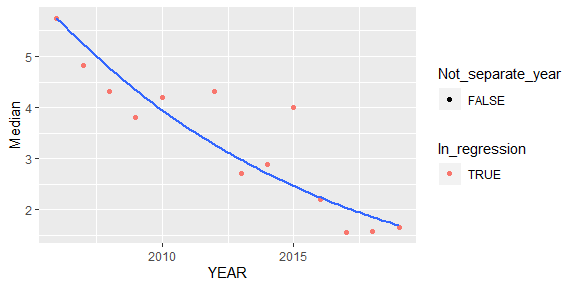 Median
5
4
3
2
2010
2015
YEAR
Not_separate_year
FALSE
In_regression
TRUE